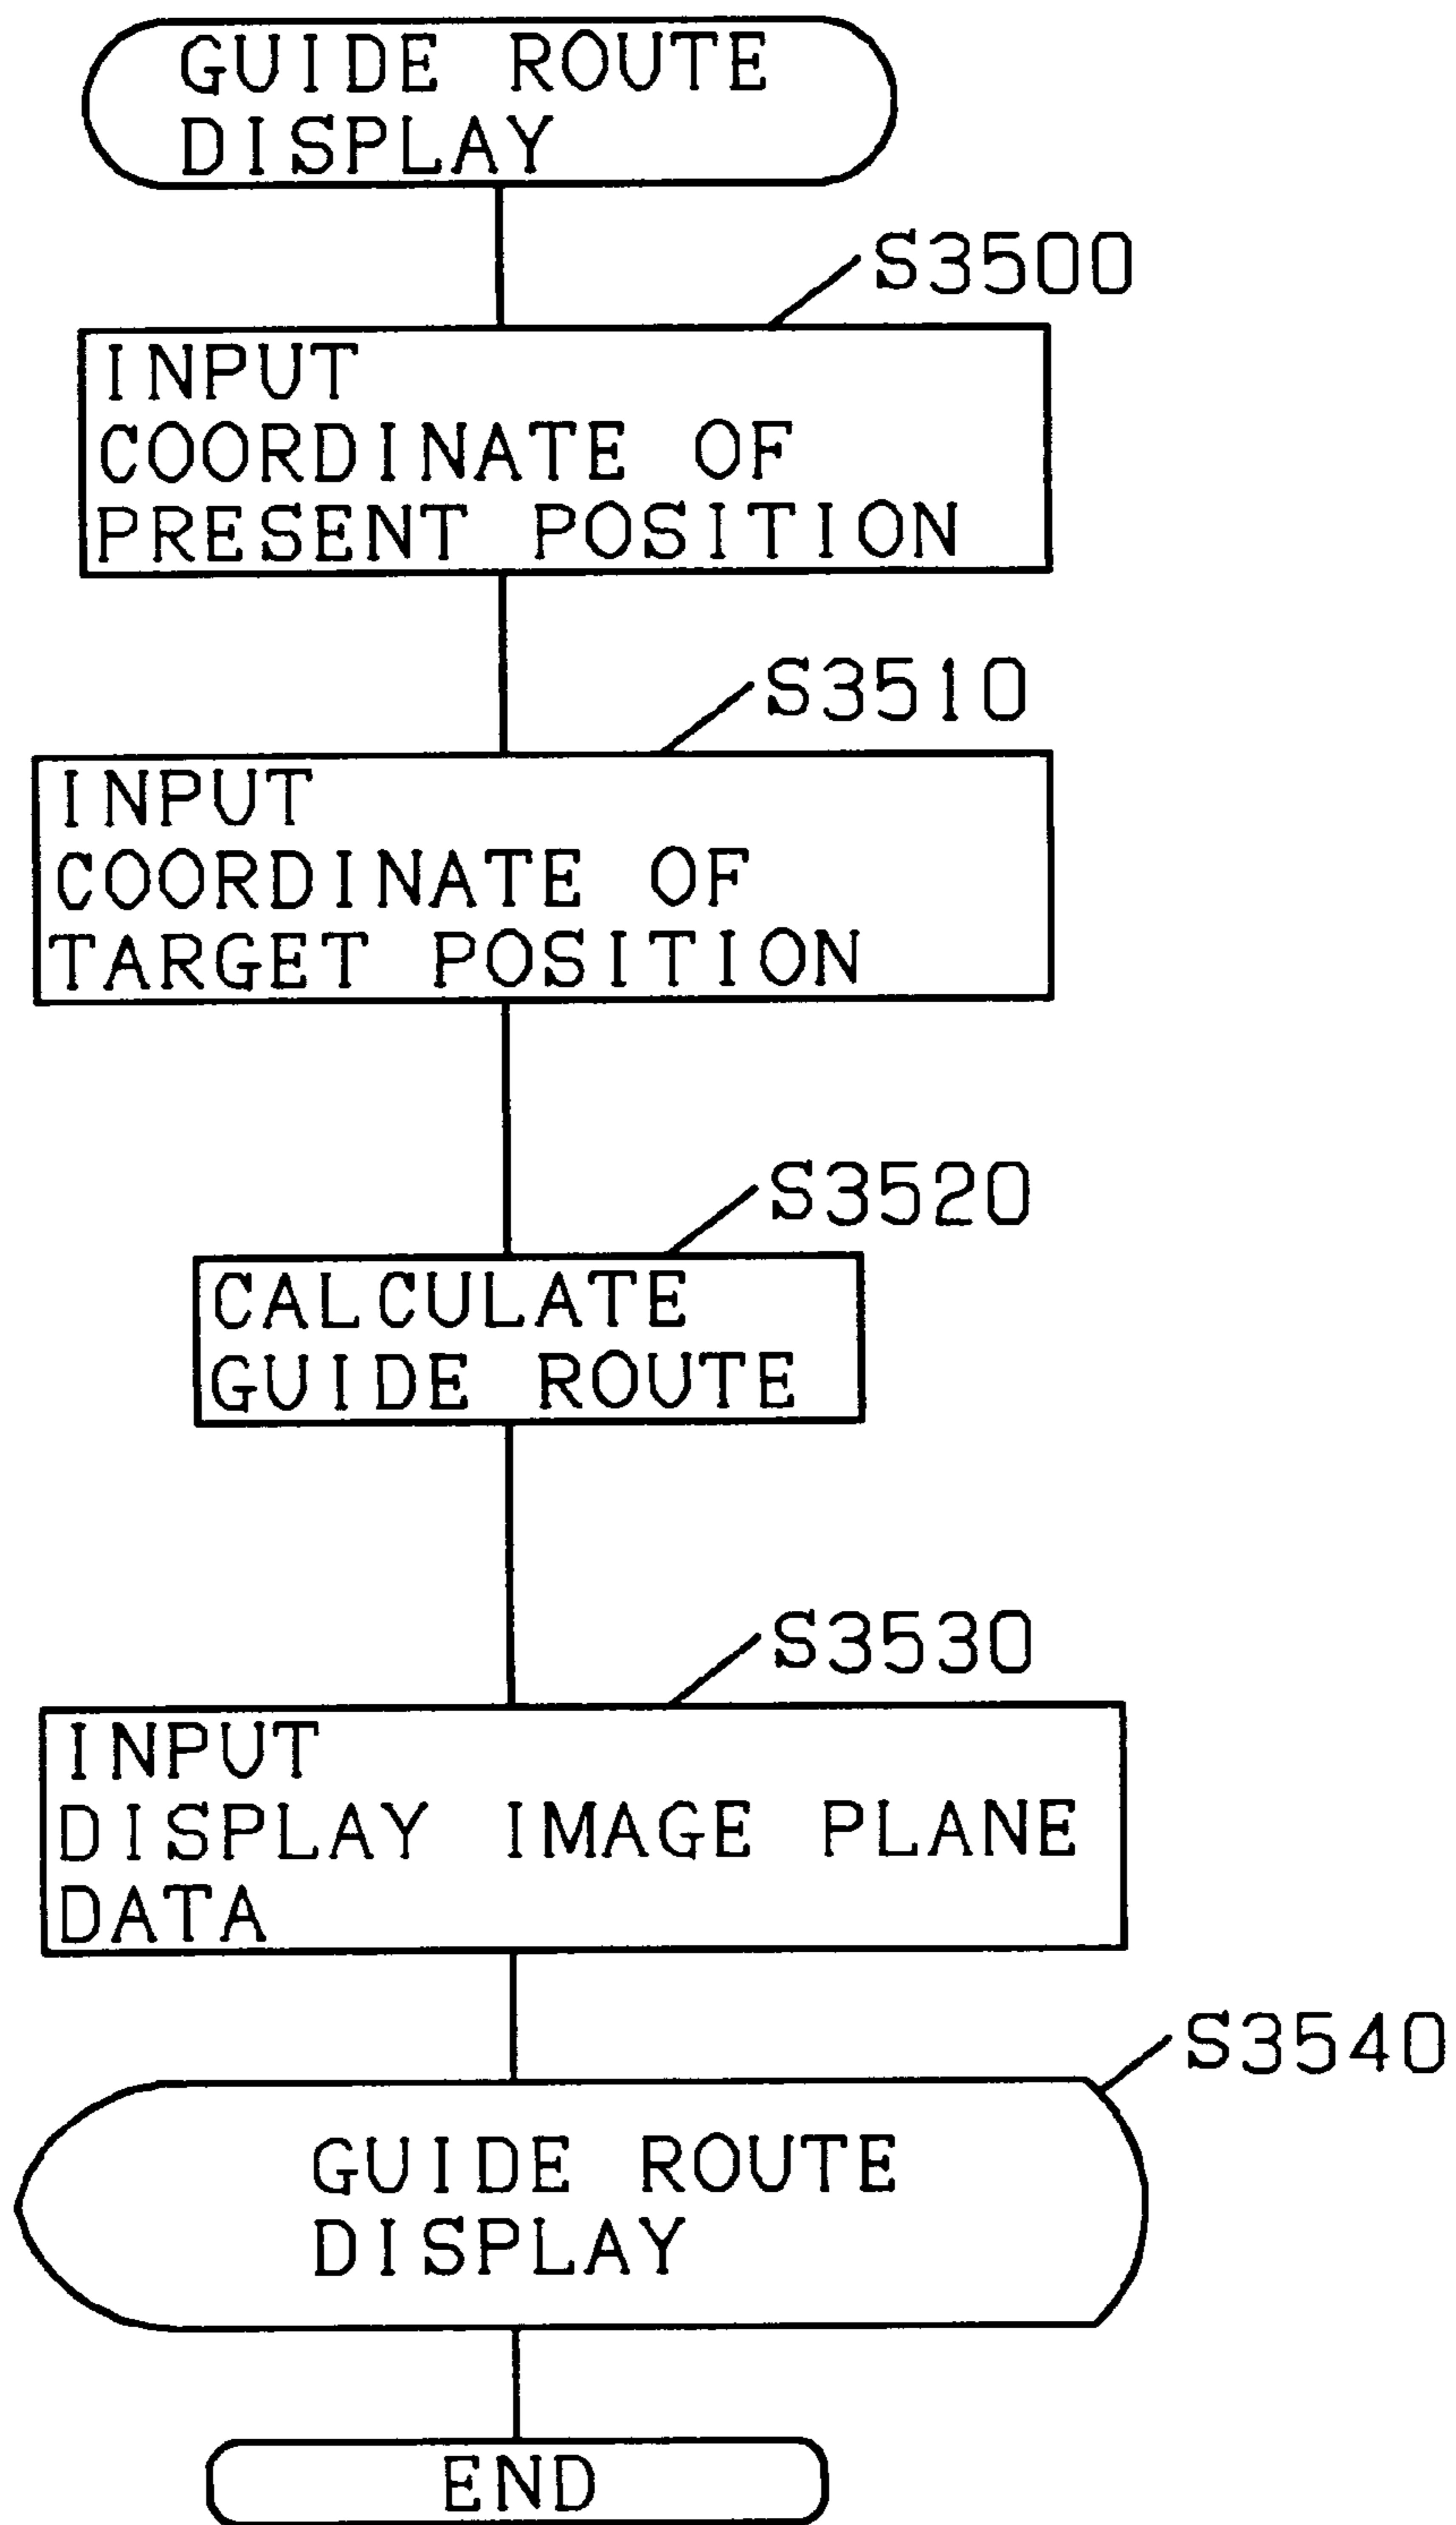 GUIDE ROUTE
DISPLAY
S3500
INPUT
COORDINATE OF
PRESENT POSITION
S3510
INPUT
COORDINATE OF
TARGET POSITION
S3520
CALCULATE
GUIDE ROUTE
S3530
INPUT
DISPLAY IMAGE PLANE
DATA
S3540
GUIDE ROUTE
DISPLAY
END